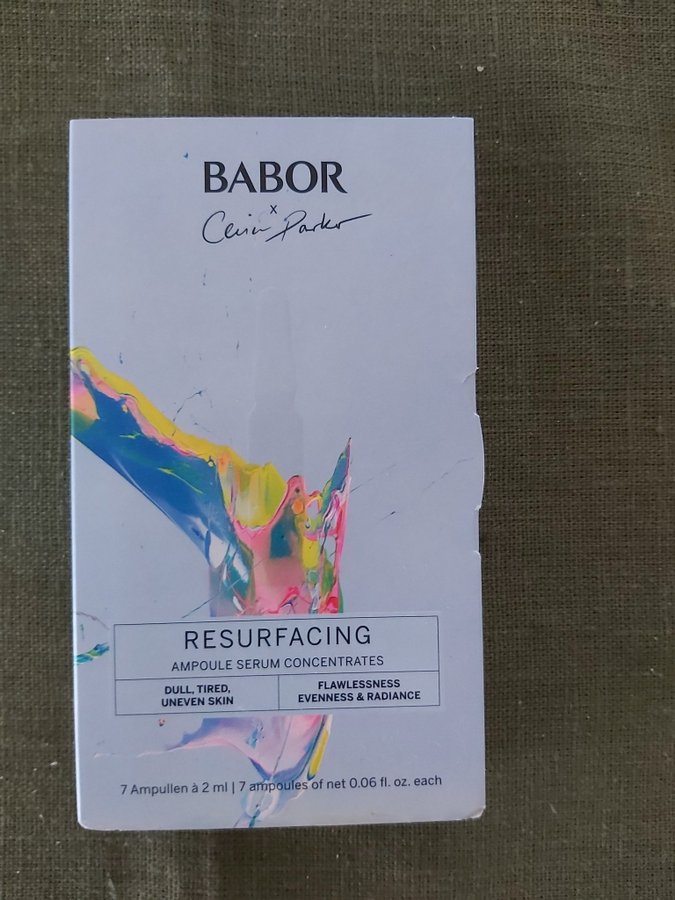 BABOR
x
Cevin Parker
RESURFACING
AMPOULE SERUM CONCENTRATES
DULL, TIRED,
UNEVEN SKIN
FLAWLESSNESS
EVENNESS & RADIANCE
7 Ampullen à 2 ml | 7 ampoules of net 0.06 fl. oz. each